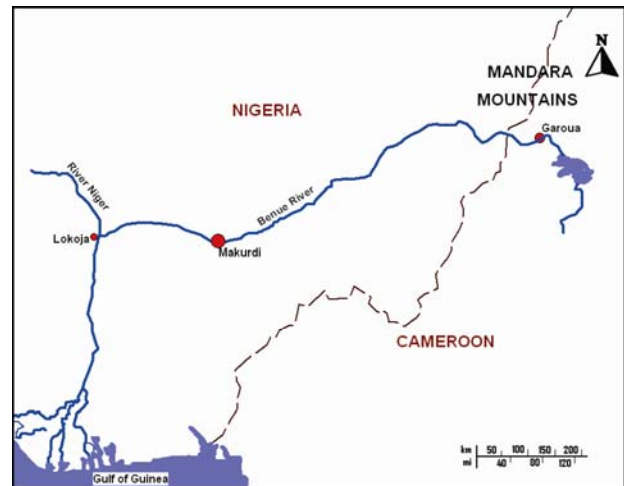 N
MANDARA
MOUNTAINS
NIGERIA
Garoua
River Niger
Benue River
Lokoja
Makurdi
CAMEROON
km 50 100 150 200
mi 40 80 120
Gulf of Guinea